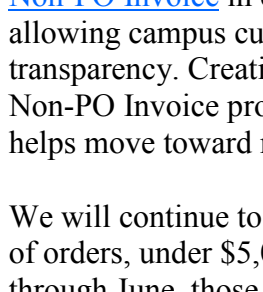 Non-PO Invoice in
allowing campus cu
transparency. Creati
Non-PO Invoice pro
helps move toward

We will continue to
of orders, under $5,
through June, those